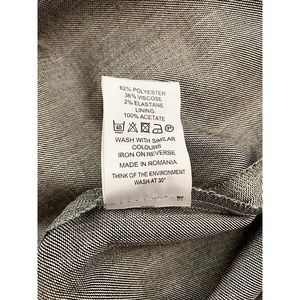 62% POLYESTER
36% VISCOSE
2% ELASTANE
LINING:
100% ACETATE
WASH WITH SIMILAR
COLOURS
IRON ON REVERSE
MADE IN ROMANIA
THINK OF THE ENVIRONMENT
WASH AT 30°